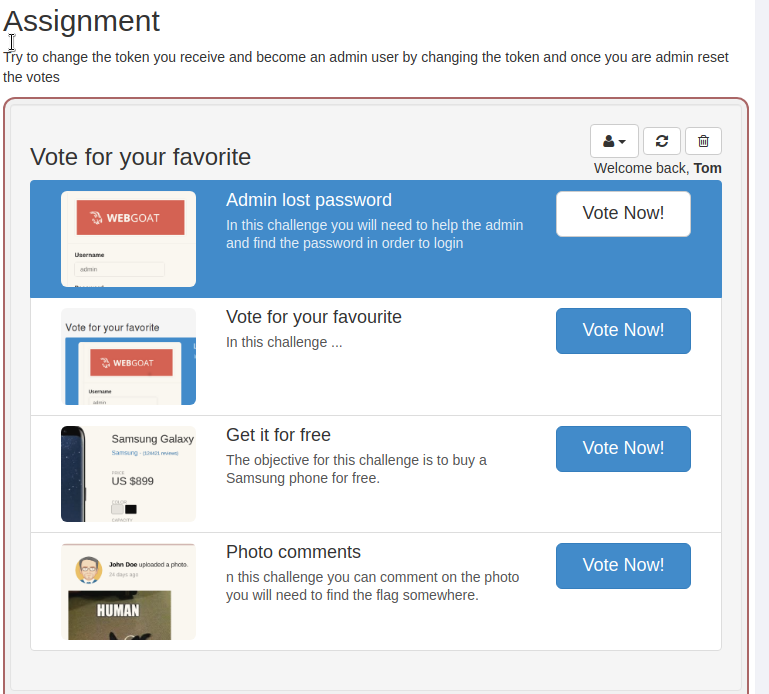 Assignment
Try to change the token you receive and become an admin user by changing the token and once you are admin reset
the votes
Vote for your favorite
Welcome back, Tom
WEBGOAT
Username
admin
Admin lost password
In this challenge you will need to help the admin
and find the password in order to login
Vote Now!
Vote for your favorite
WEBGOAT
Username
admin
Vote for your favourite
In this challenge ...
Vote Now!
Samsung Galaxy
US $899
Get it for free
The objective for this challenge is to buy a
Samsung phone for free.
Vote Now!
John Doe uploaded a photo.
24 days ago
HUMAN
Photo comments
n this challenge you can comment on the photo
you will need to find the flag somewhere.
Vote Now!